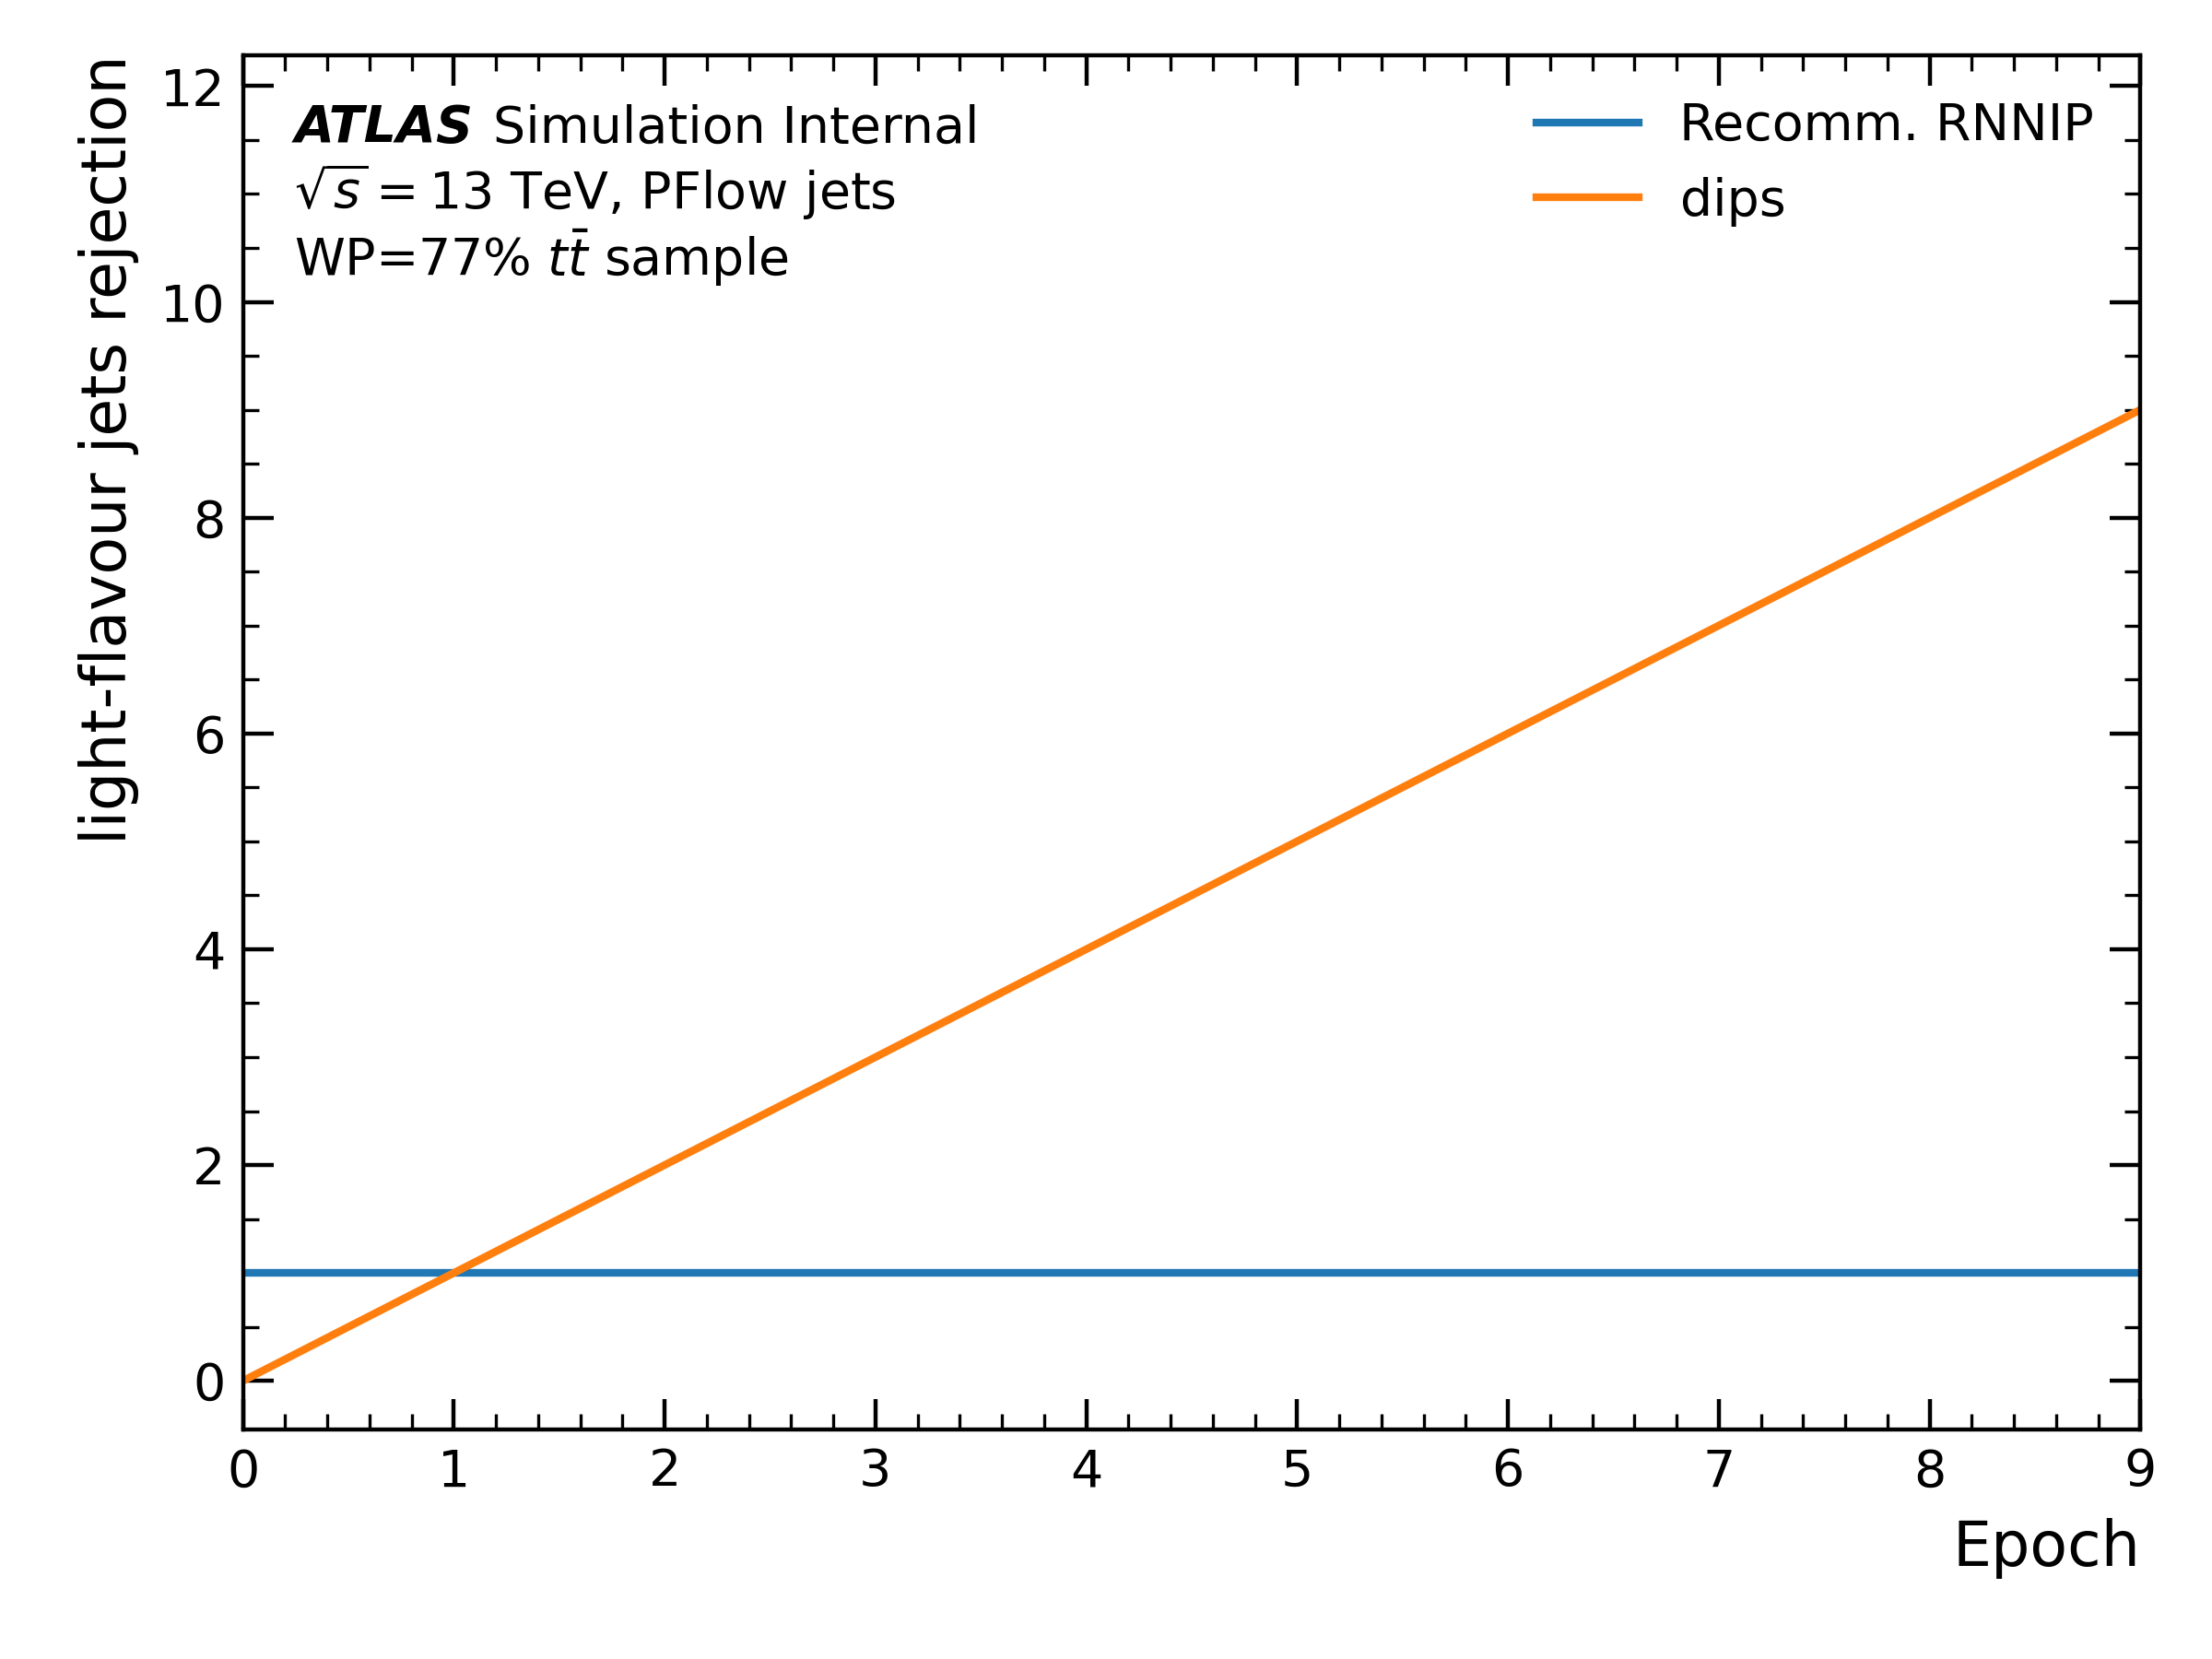 light-flavour jets rejection
12
10
8
6
4
2
0
ATLAS Simulation Internal
√s = 13 TeV, PFlow jets
WP=77% tt̄ sample
Recomm. RNNIP
dips
0 1 2 3 4 5 6 7 8 9
Epoch